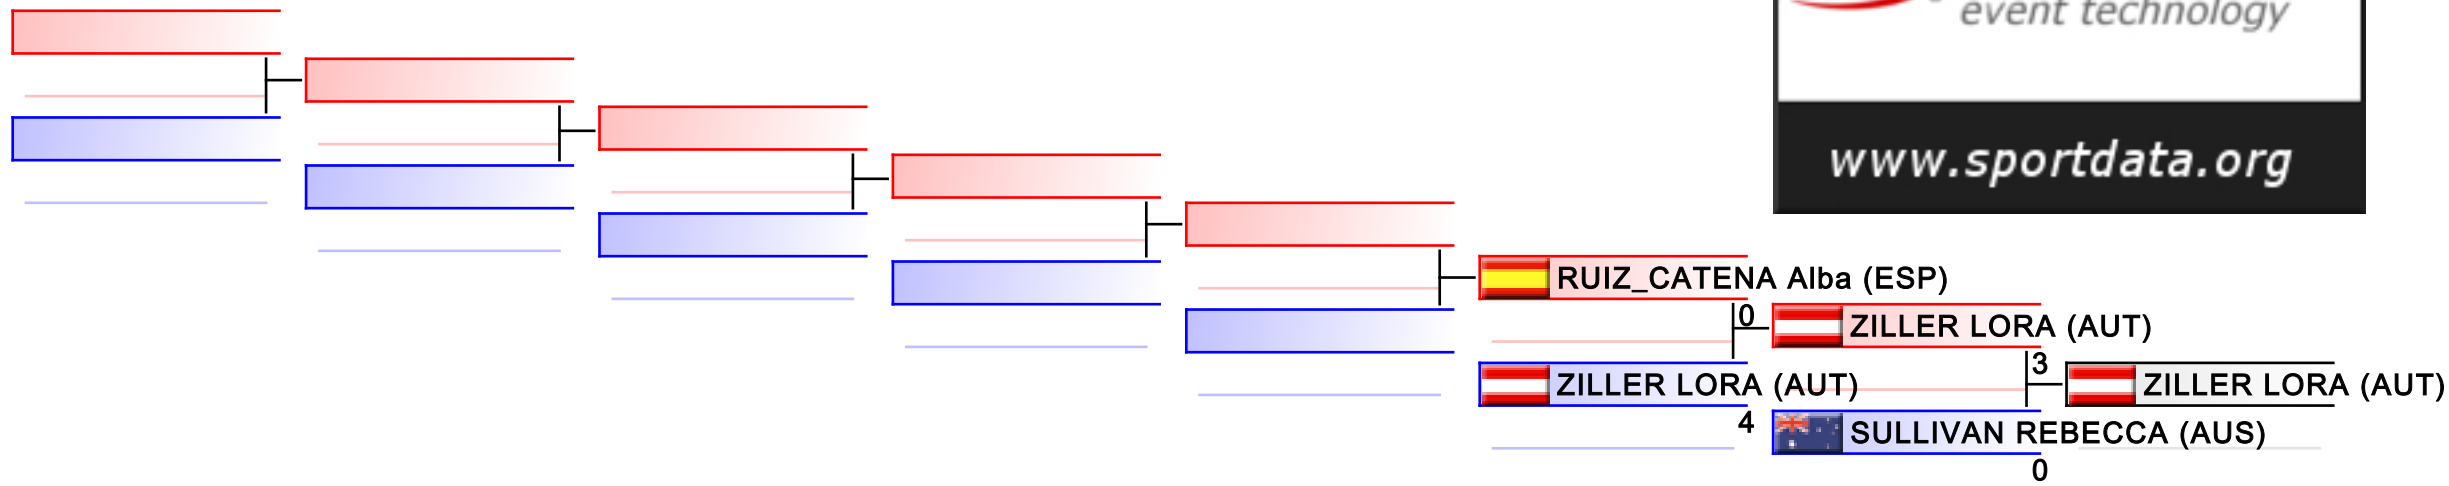 event technology
www.sportdata.org
RUIZ_CATENA Alba (ESP)
0
ZILLER LORA (AUT)
3
ZILLER LORA (AUT)
ZILLER LORA (AUT)
4
SULLIVAN REBECCA (AUS)
0